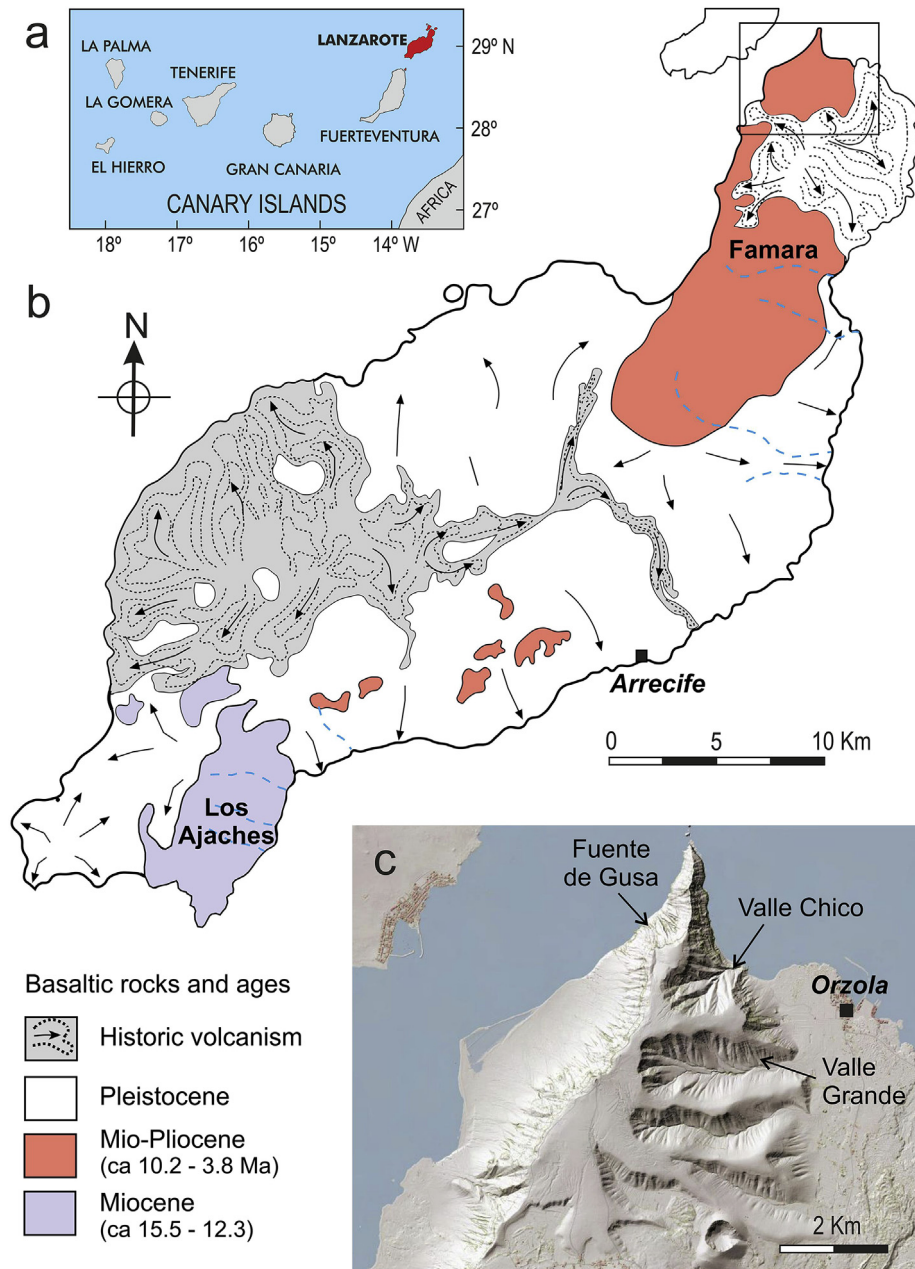 a
LANZAROTE
29º N
LA PALMA
TENERIFE
LA GOMERA
28º
FUERTEVENTURA
EL HIERRO
GRAN CANARIA
AFRICA
CANARY ISLANDS
27º
18º
17º
16º
15º
14º W
Famara
b
N
Arrecife
0
5
10 Km
Los
Ajaches
c
Fuente
de Gusa
Valle Chico
Orzola
Valle
Grande
2 Km
Basaltic rocks and ages
Historic volcanism
Pleistocene
Mio-Pliocene
(ca 10.2 - 3.8 Ma)
Miocene
(ca 15.5 - 12.3)